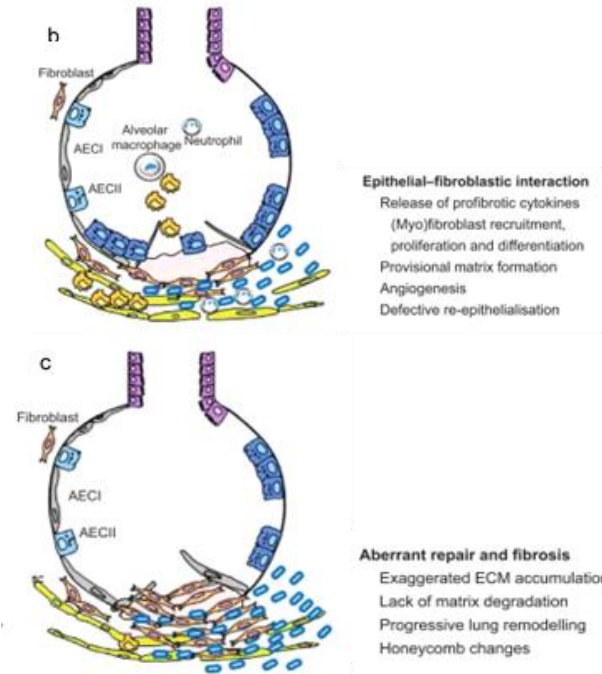 b
Fibroblast
Alveolar
macrophage
Neutrophil
AECI
AECII
Epithelial–fibroblastic interaction
Release of profibrotic cytokines
(Myo)fibroblast recruitment,
proliferation and differentiation
Provisional matrix formation
Angiogenesis
Defective re-epithelialisation
c
Fibroblast
AECI
AECII
Aberrant repair and fibrosis
Exaggerated ECM accumulatio
Lack of matrix degradation
Progressive lung remodelling
Honeycomb changes